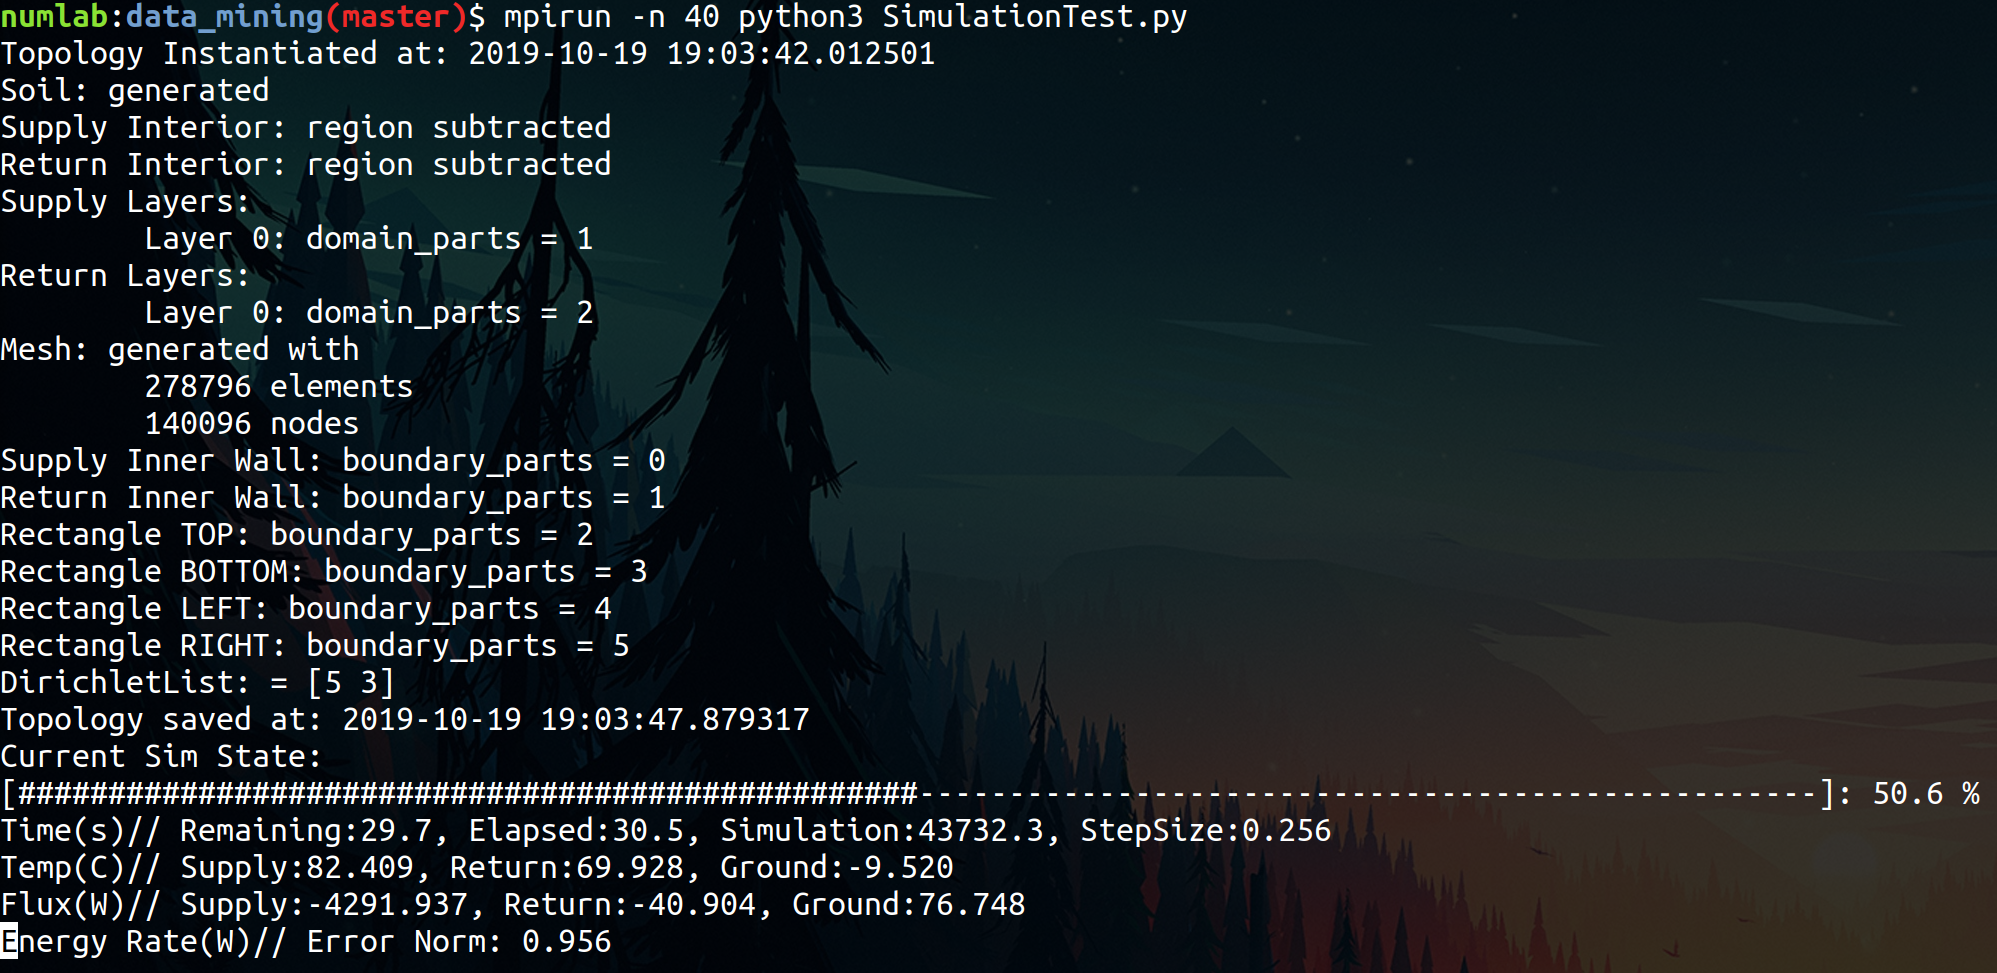 numlab:data_mining(master)$ mpirun -n 40 python3 SimulationTest.py
Topology Instantiated at: 2019-10-19 19:03:42.012501
Soil: generated
Supply Interior: region subtracted
Return Interior: region subtracted
Supply Layers:
        Layer 0: domain_parts = 1
Return Layers:
        Layer 0: domain_parts = 2
Mesh: generated with
        278796 elements
        140096 nodes
Supply Inner Wall: boundary_parts = 0
Return Inner Wall: boundary_parts = 1
Rectangle TOP: boundary_parts = 2
Rectangle BOTTOM: boundary_parts = 3
Rectangle LEFT: boundary_parts = 4
Rectangle RIGHT: boundary_parts = 5
DirichletList: = [5 3]
Topology saved at: 2019-10-19 19:03:47.879317
Current Sim State:
[##################################################--------------------------------------------------]: 50.6 %
Time(s)// Remaining:29.7, Elapsed:30.5, Simulation:43732.3, StepSize:0.256
Temp(C)// Supply:82.409, Return:69.928, Ground:-9.520
Flux(W)// Supply:-4291.937, Return:-40.904, Ground:76.748
Energy Rate(W)// Error Norm: 0.956